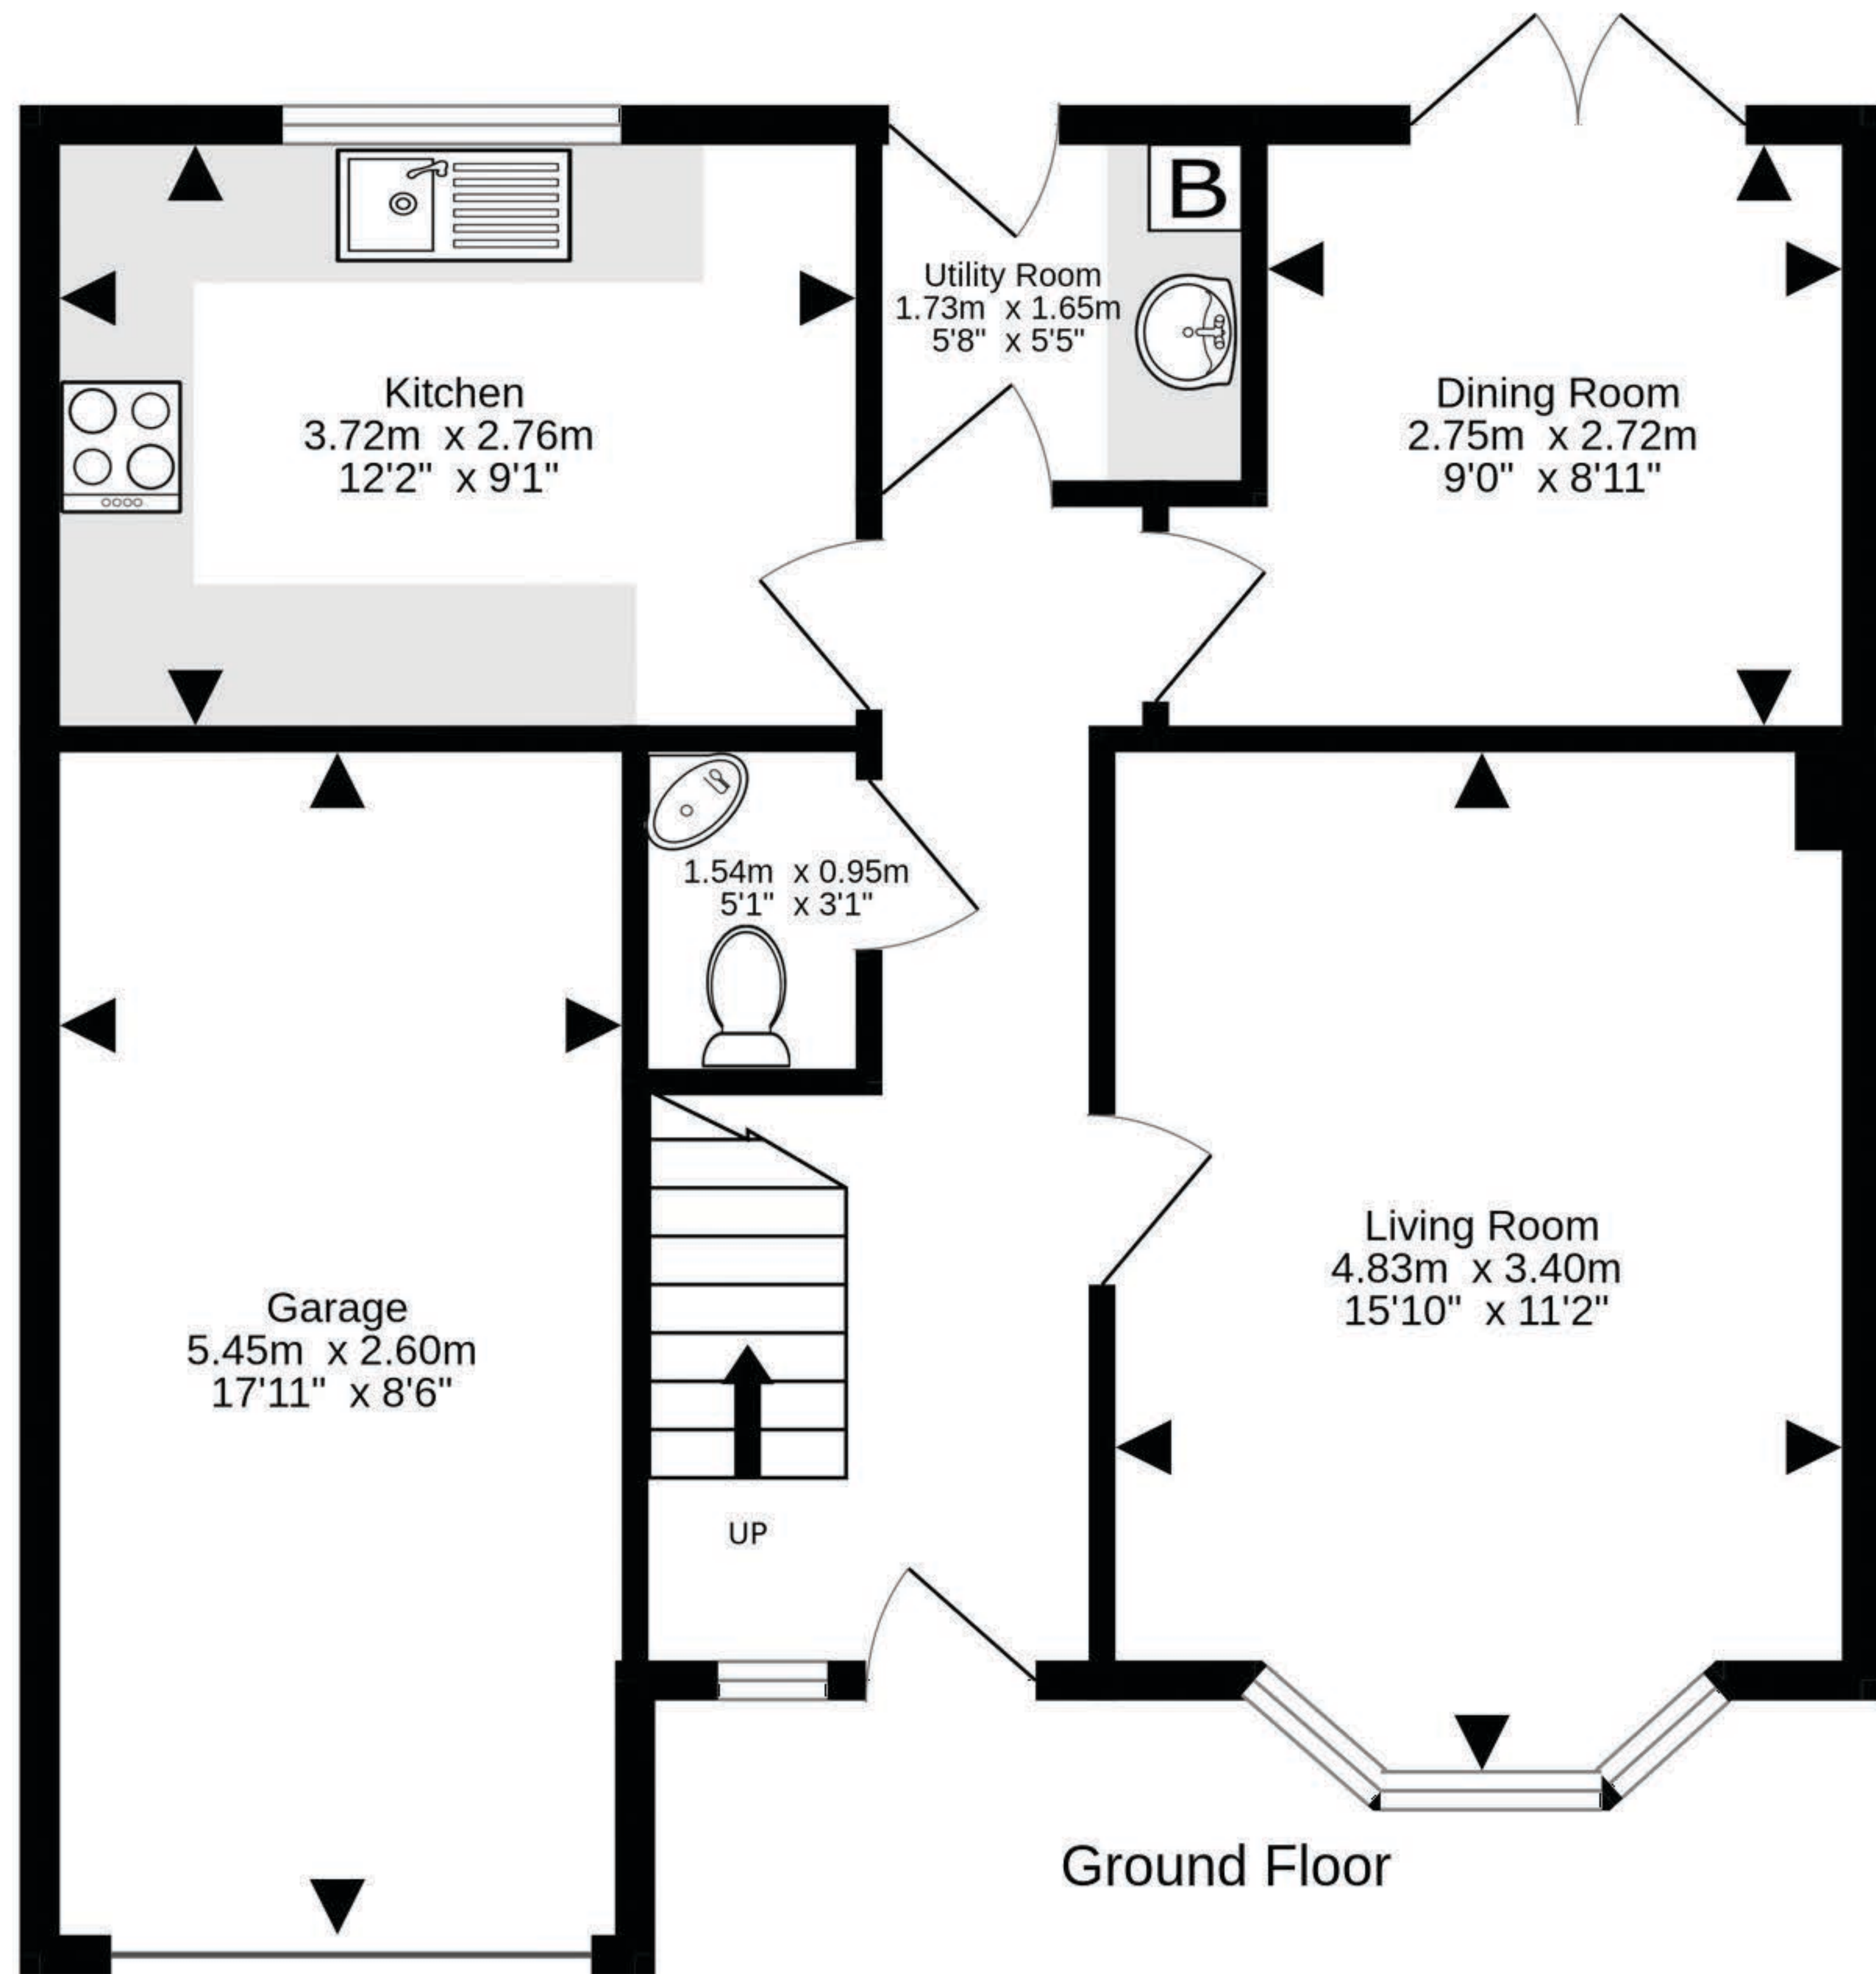 B
Utility Room
1.73m x 1.65m
5'8" x 5'5"
Kitchen
3.72m x 2.76m
12'2" x 9'1"
Dining Room
2.75m x 2.72m
9'0" x 8'11"
1.54m x 0.95m
5'1" x 3'1"
Living Room
4.83m x 3.40m
15'10" x 11'2"
Garage
5.45m x 2.60m
17'11" x 8'6"
UP
Ground Floor